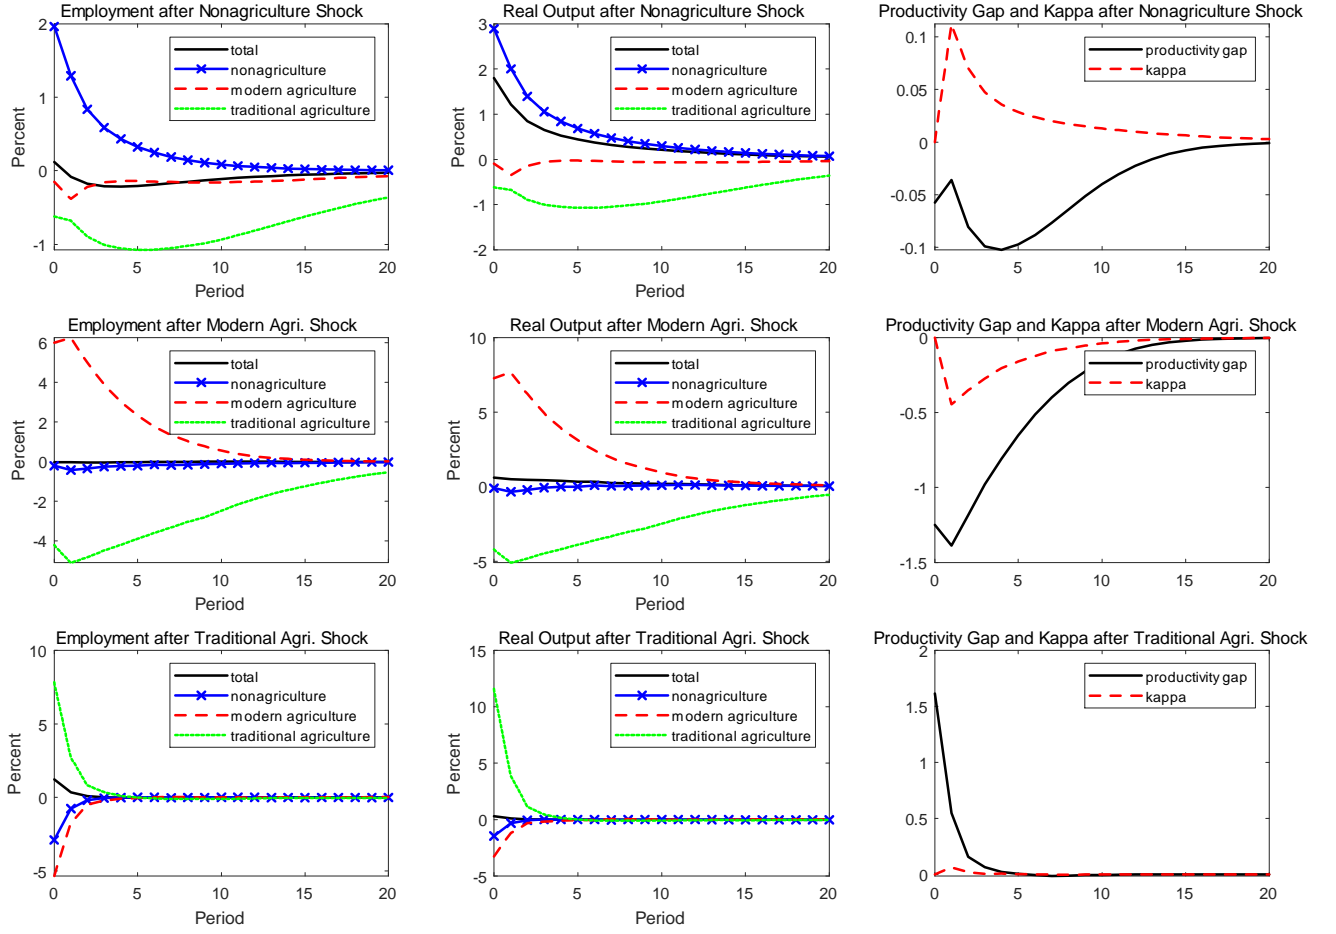 Employment after Nonagriculture Shock
2
1
0
-1
0
5
10
15
20
Percent
Period
total
nonagriculture
modern agriculture
traditional agriculture
Real Output after Nonagriculture Shock
3
2
1
0
-1
-2
0
5
10
15
20
Percent
Period
total
nonagriculture
modern agriculture
traditional agriculture
Productivity Gap and Kappa after Nonagriculture Shock
0.1
0.05
0
-0.05
-0.1
0
5
10
15
20
productivity gap
kappa
Employment after Modern Agri. Shock
6
4
2
0
-2
-4
0
5
10
15
20
Percent
Period
total
nonagriculture
modern agriculture
traditional agriculture
Real Output after Modern Agri. Shock
10
5
0
-5
0
5
10
15
20
Percent
Period
total
nonagriculture
modern agriculture
traditional agriculture
Productivity Gap and Kappa after Modern Agri. Shock
0
-0.5
-1
-1.5
0
5
10
15
20
productivity gap
kappa
Employment after Traditional Agri. Shock
10
5
0
-5
0
5
10
15
20
Percent
Period
total
nonagriculture
modern agriculture
traditional agriculture
Real Output after Traditional Agri. Shock
15
10
5
0
-5
0
5
10
15
20
Percent
Period
total
nonagriculture
modern agriculture
traditional agriculture
Productivity Gap and Kappa after Traditional Agri. Shock
2
1.5
1
0.5
0
0
5
10
15
20
productivity gap
kappa